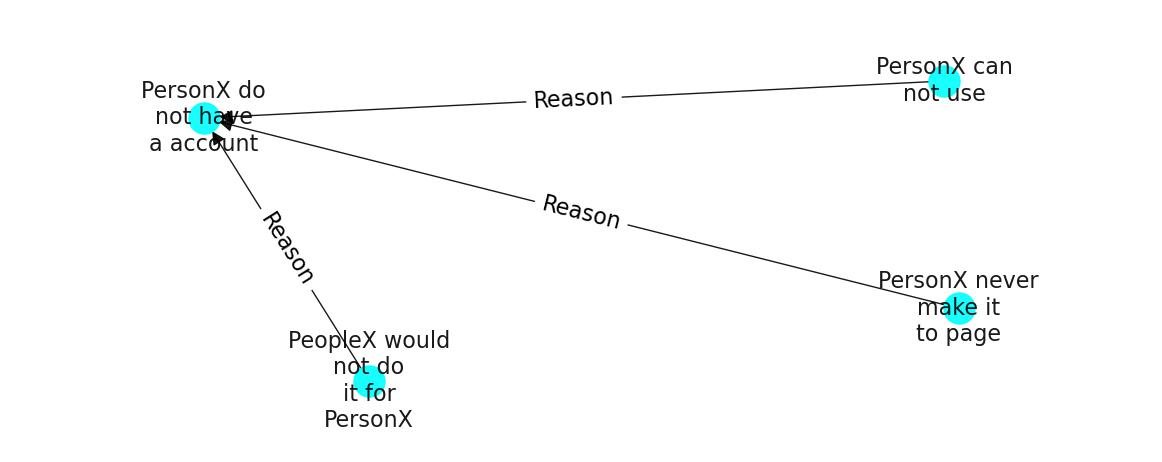 PersonX can
not use
PersonX do
not have
a account
Reason
Reason
Reason
PersonX never
make it
to page
PeopleX would
not do
it for
PersonX